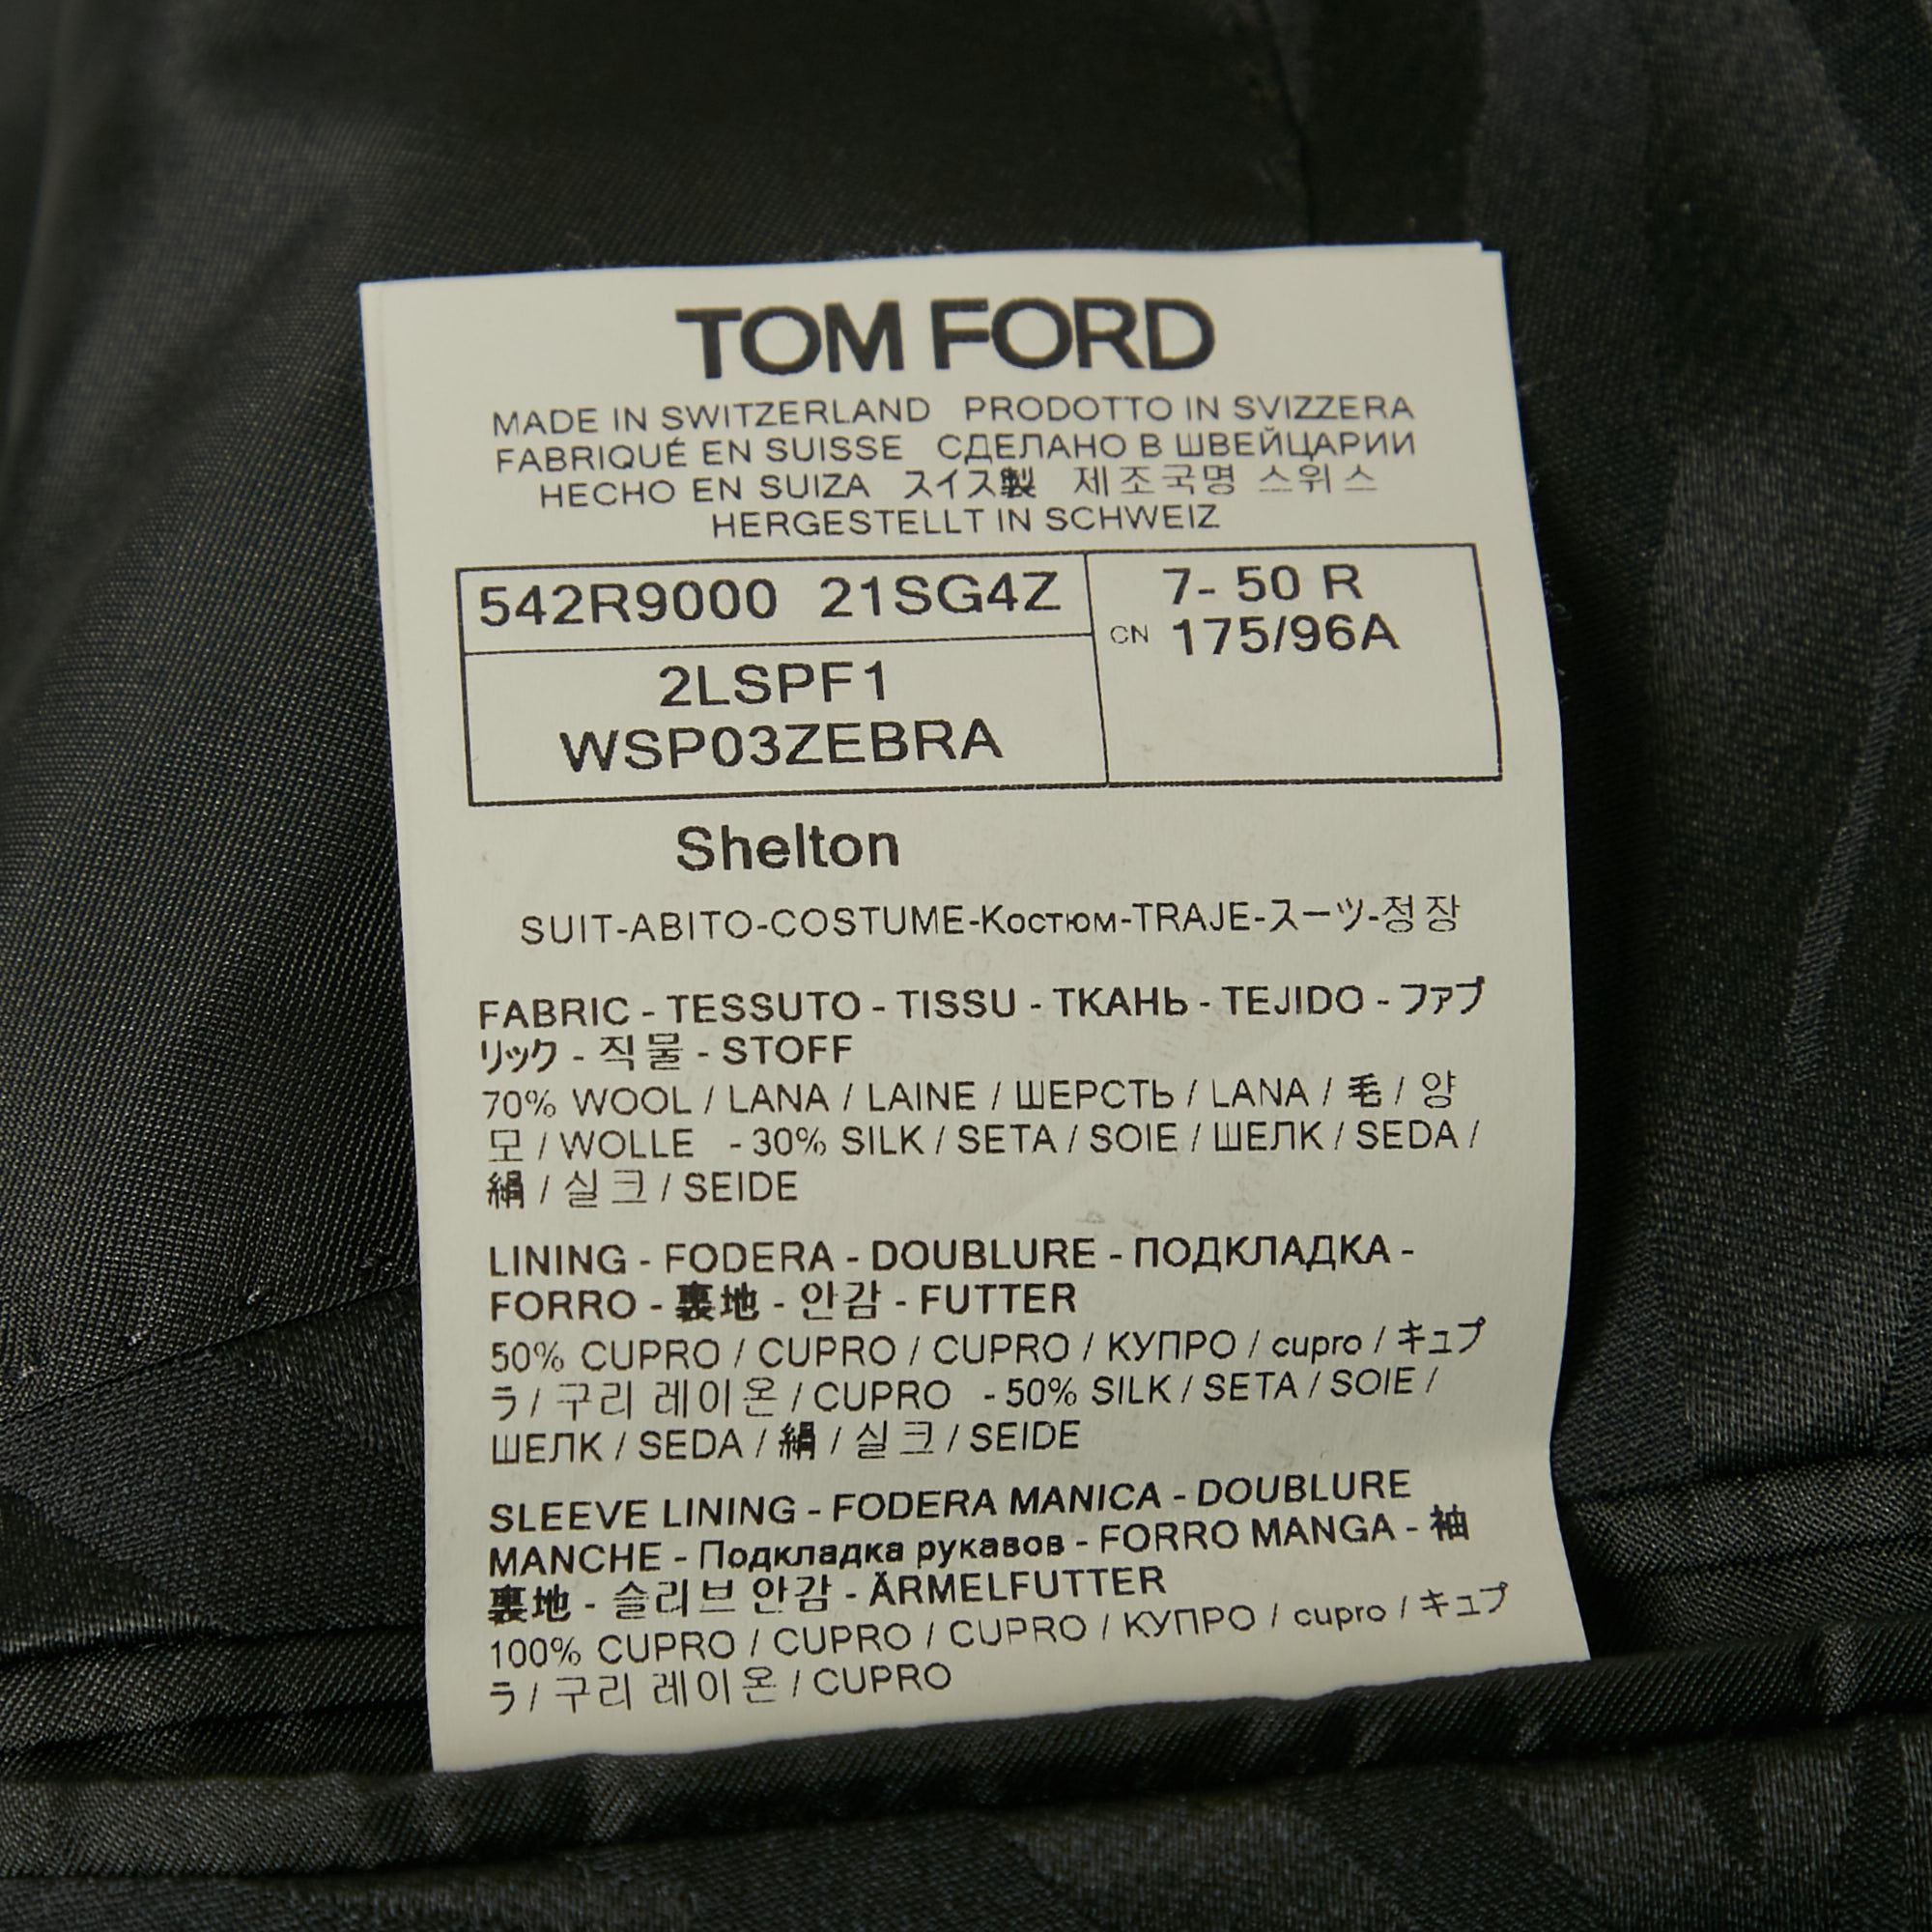 TOM FORD
MADE IN SWITZERLAND PRODOTTO IN SVIZZERA
FABRIQUÉ EN SUISSE СДЕЛАНО В ШВЕЙЦАРИИ
HECHO EN SUIZA スイス製 제조국명 스위스
HERGESTELLT IN SCHWEIZ
542R9000 21SG4Z
7- 50 R
CN 175/96A
2LSPF1
WSP03ZEBRA
Shelton
SUIT-ABITO-COSTUME-Костюм-TRAJE-スーツ-정장
FABRIC - TESSUTO - TISSU - ТКАНЬ - TEJIDO - ファブ
リック - 직물 - STOFF
70% WOOL / LANA / LAINE / ШЕРСТЬ / LANA / 毛 / 양
모 / WOLLE - 30% SILK / SETA / SOIE / ШЕЛК / SEDA /
絹 / 실크 / SEIDE
LINING - FODERA - DOUBLURE - ПОДКЛАДКА -
FORRO - 裏地 - 안감 - FUTTER
50% CUPRO / CUPRO / CUPRO / КУПРО / cupro / キュプ
ラ / 구리 레이온 / CUPRO - 50% SILK / SETA / SOIE /
ШЕЛК / SEDA / 絹 / 실크 / SEIDE
SLEEVE LINING - FODERA MANICA - DOUBLURE
MANCHE - Подкладка рукавов - FORRO MANGA - 袖
裏地 - 슬리브 안감 - ÄRMELFUTTER
100% CUPRO / CUPRO / CUPRO / КУПРО / cupro / キュプ
ラ / 구리 레이온 / CUPRO